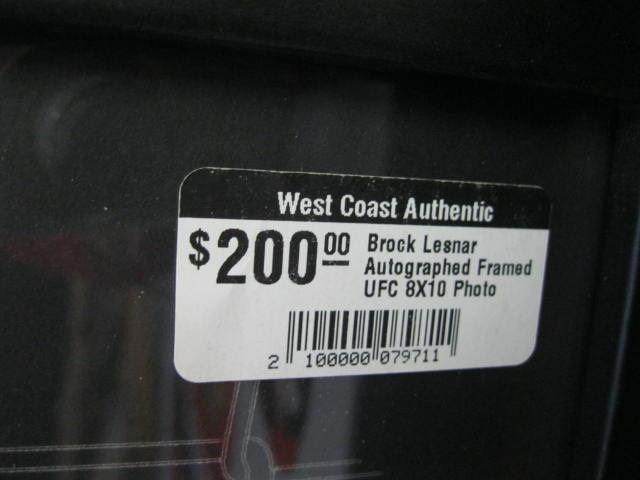 West Coast Authentic
$200 00
Brock Lesnar
Autographed Framed
UFC 8X10 Photo
2 100000 079711